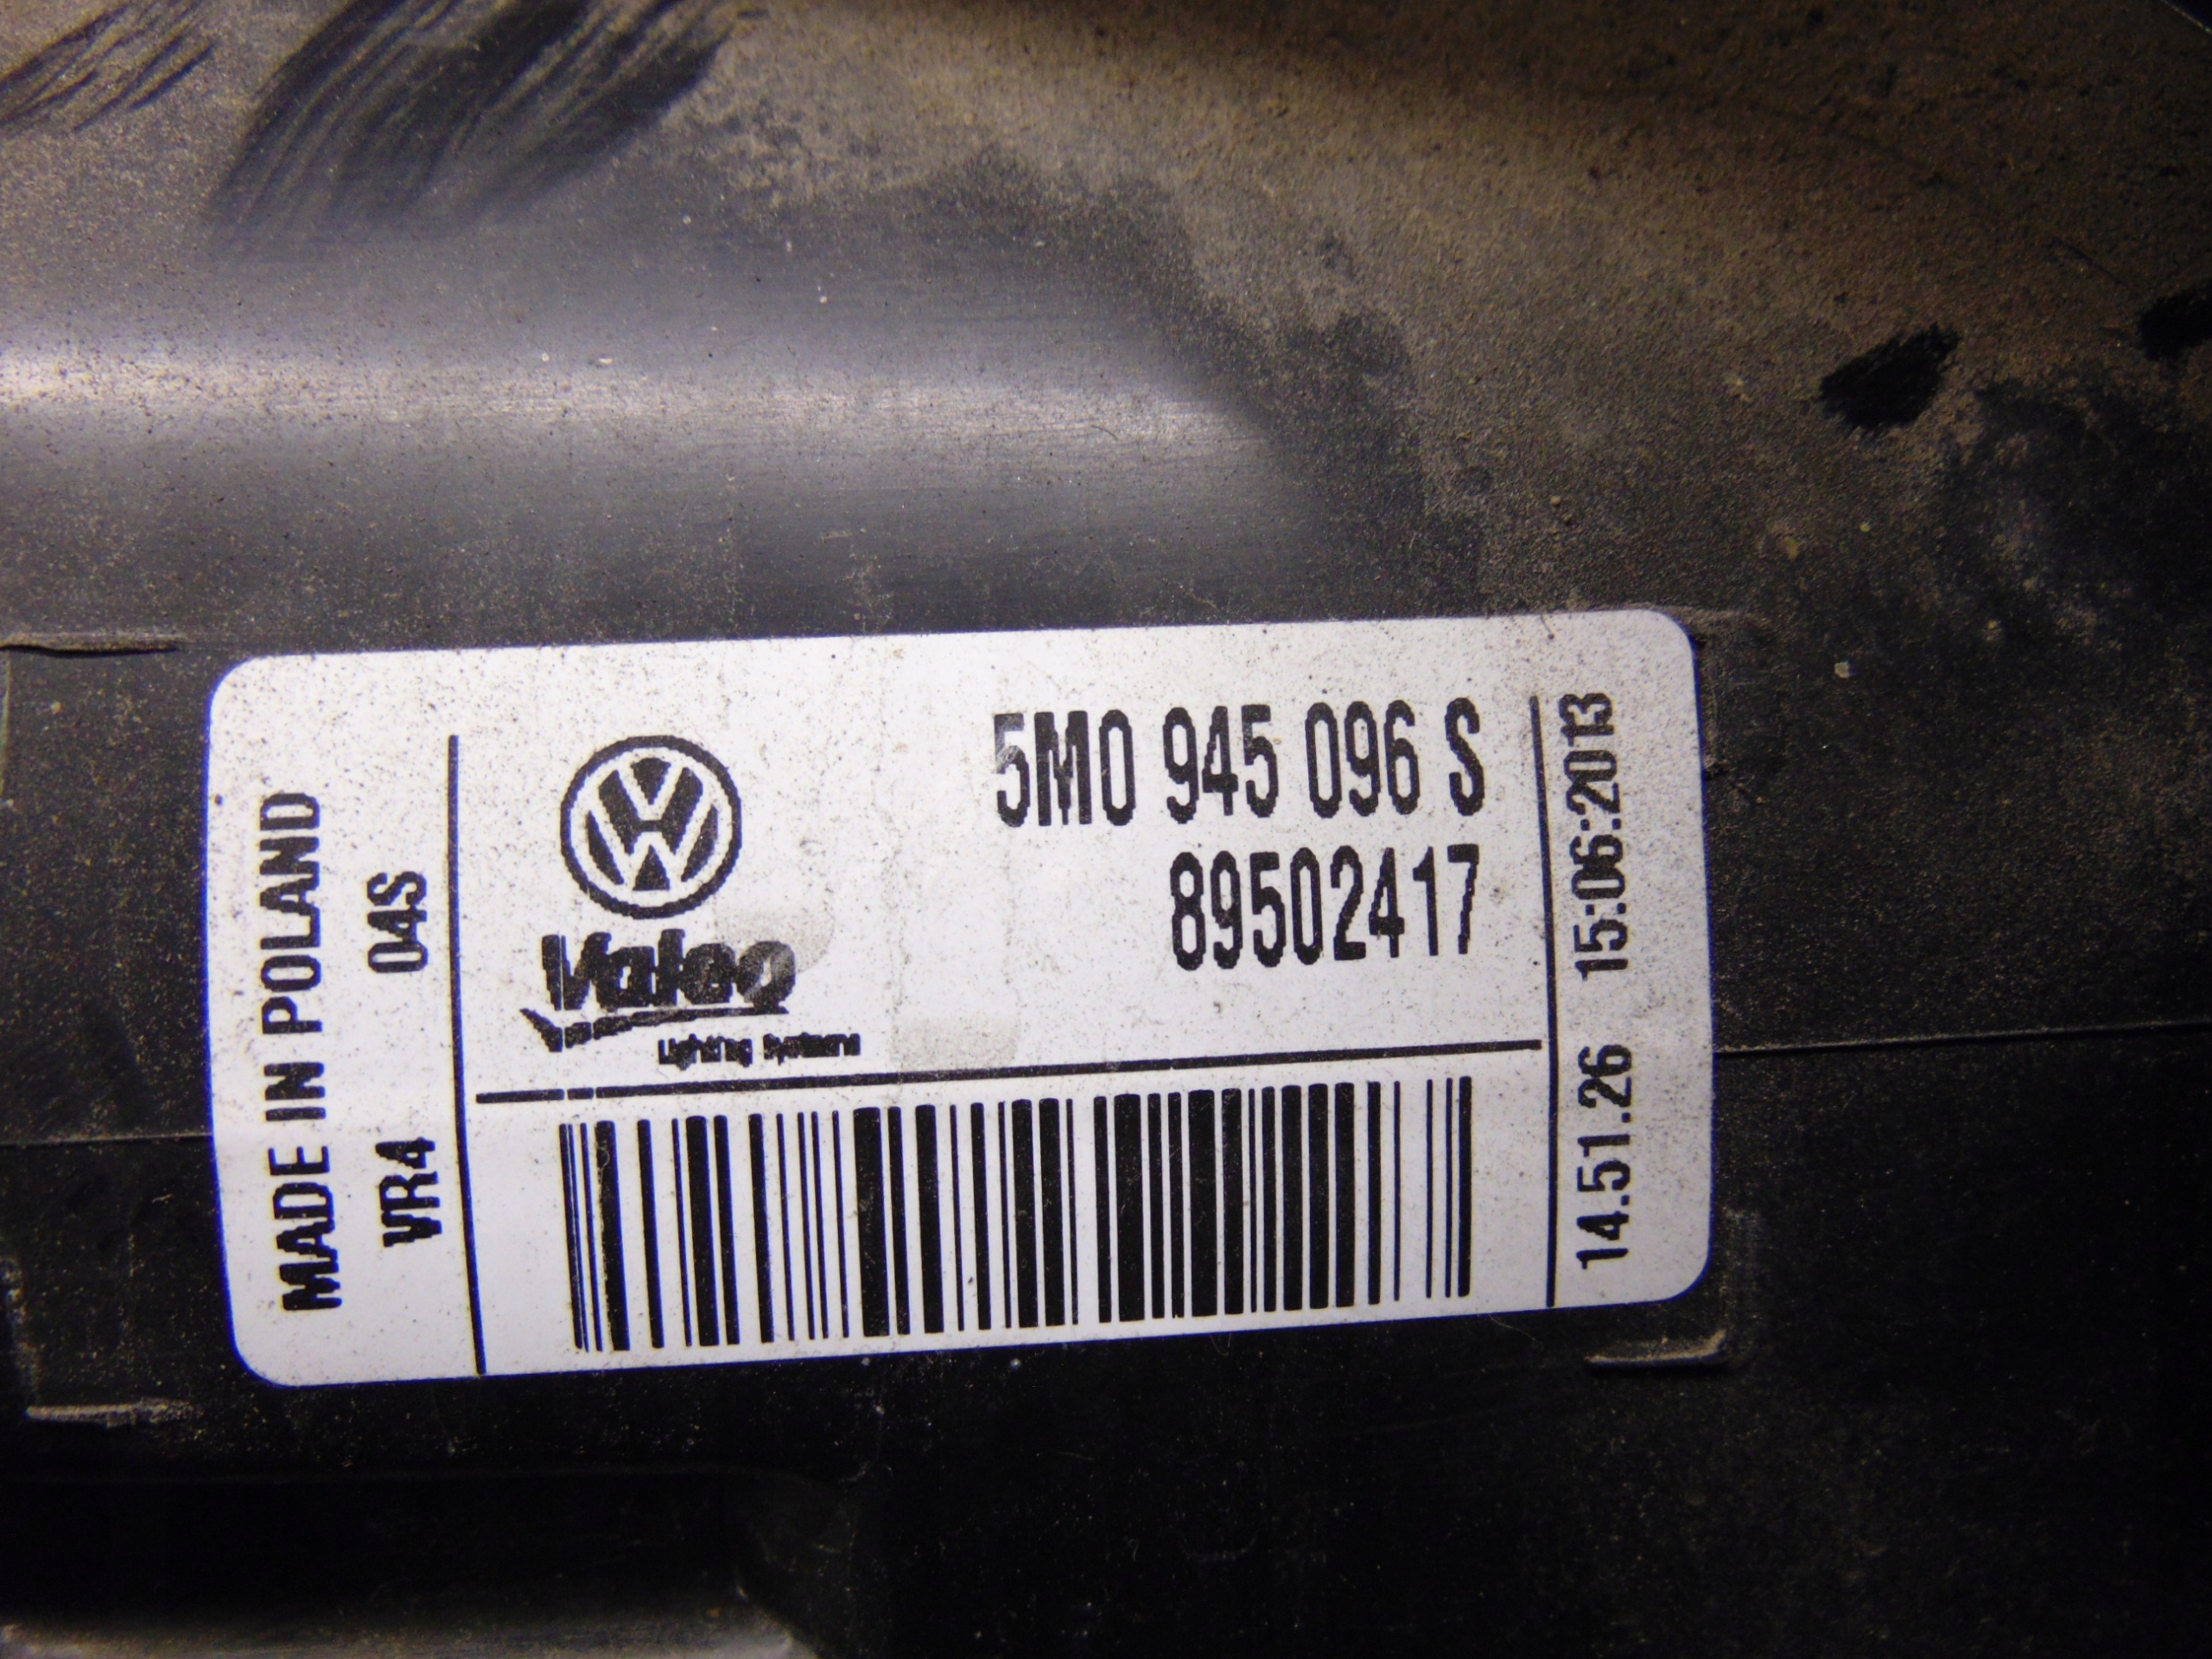 MADE IN POLAND
VR4 04S
Valeo
Lighting Systems
5M0 945 096 S
89502417
14.51.26 15:06:2013